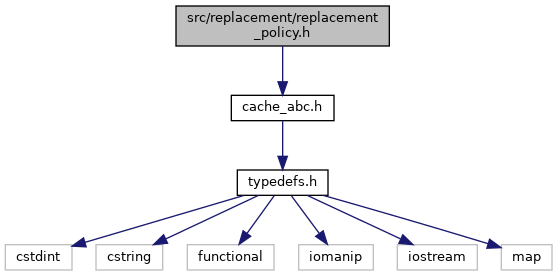 src/replacement/replacement
_policy.h
cache_abc.h
typedefs.h
cstdint
cstring
functional
iomanip
iostream
map